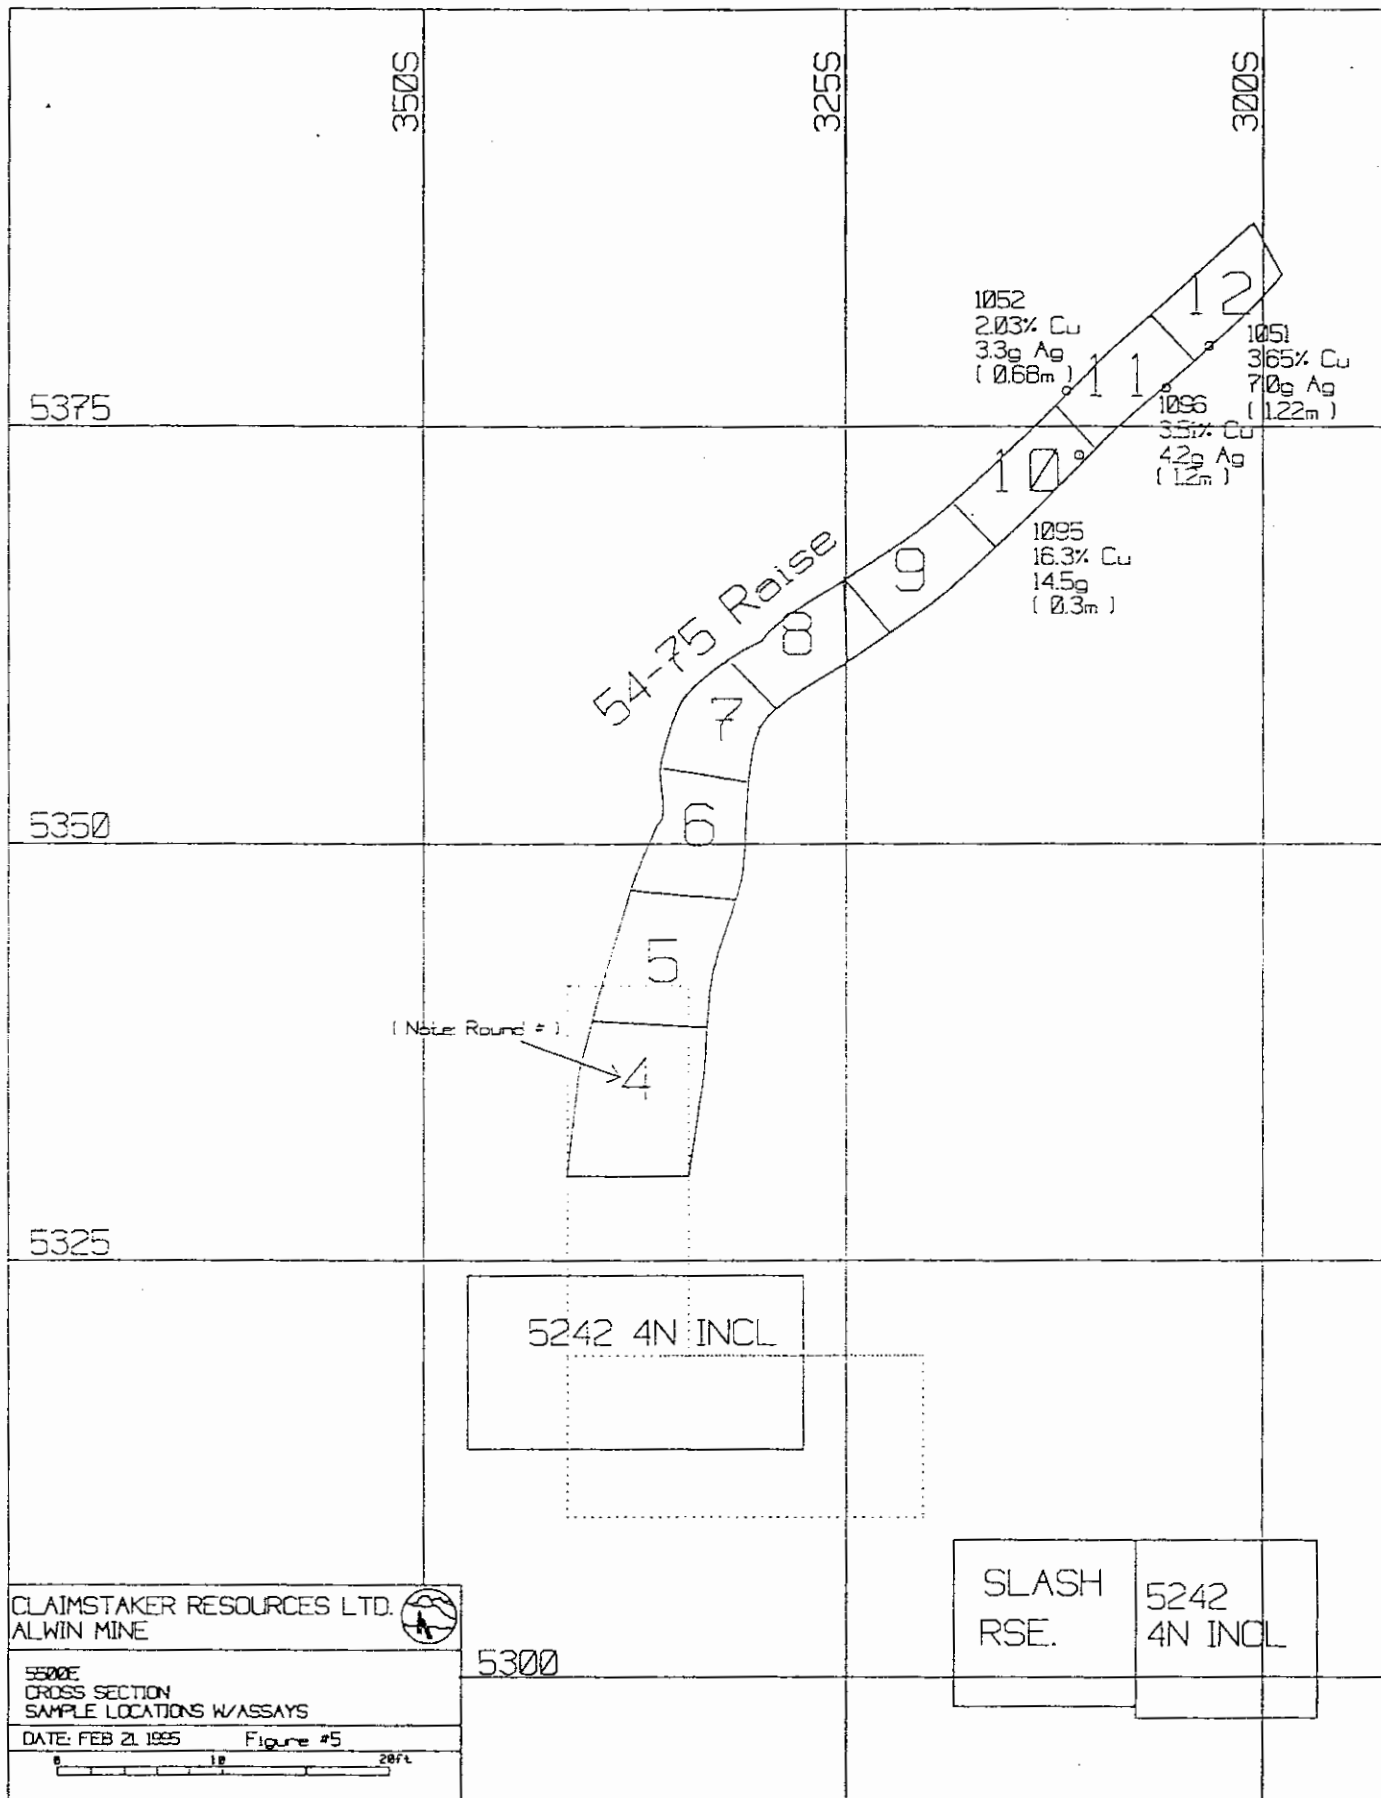 350S
325S
300S
12
1052
2.03% Cu
3.3g Ag
( 0.68m )
11
1051
3.65% Cu
7.0g Ag
( 1.22m )
5375
1096
3.51% Cu
4.2g Ag
( 1.2m )
10
1095
16.3% Cu
14.5g
( 0.3m )
9
54-75 Raise
8
7
5350
6
5
( Note: Round # )
4
5325
5242 4N INCL
SLASH
RSE.
5242
4N INCL
CLAIMSTAKER RESOURCES LTD.
ALWIN MINE
5300
5500E
CROSS SECTION
SAMPLE LOCATIONS W/ASSAYS
DATE: FEB 21, 1995 Figure #5
0 10 20ft